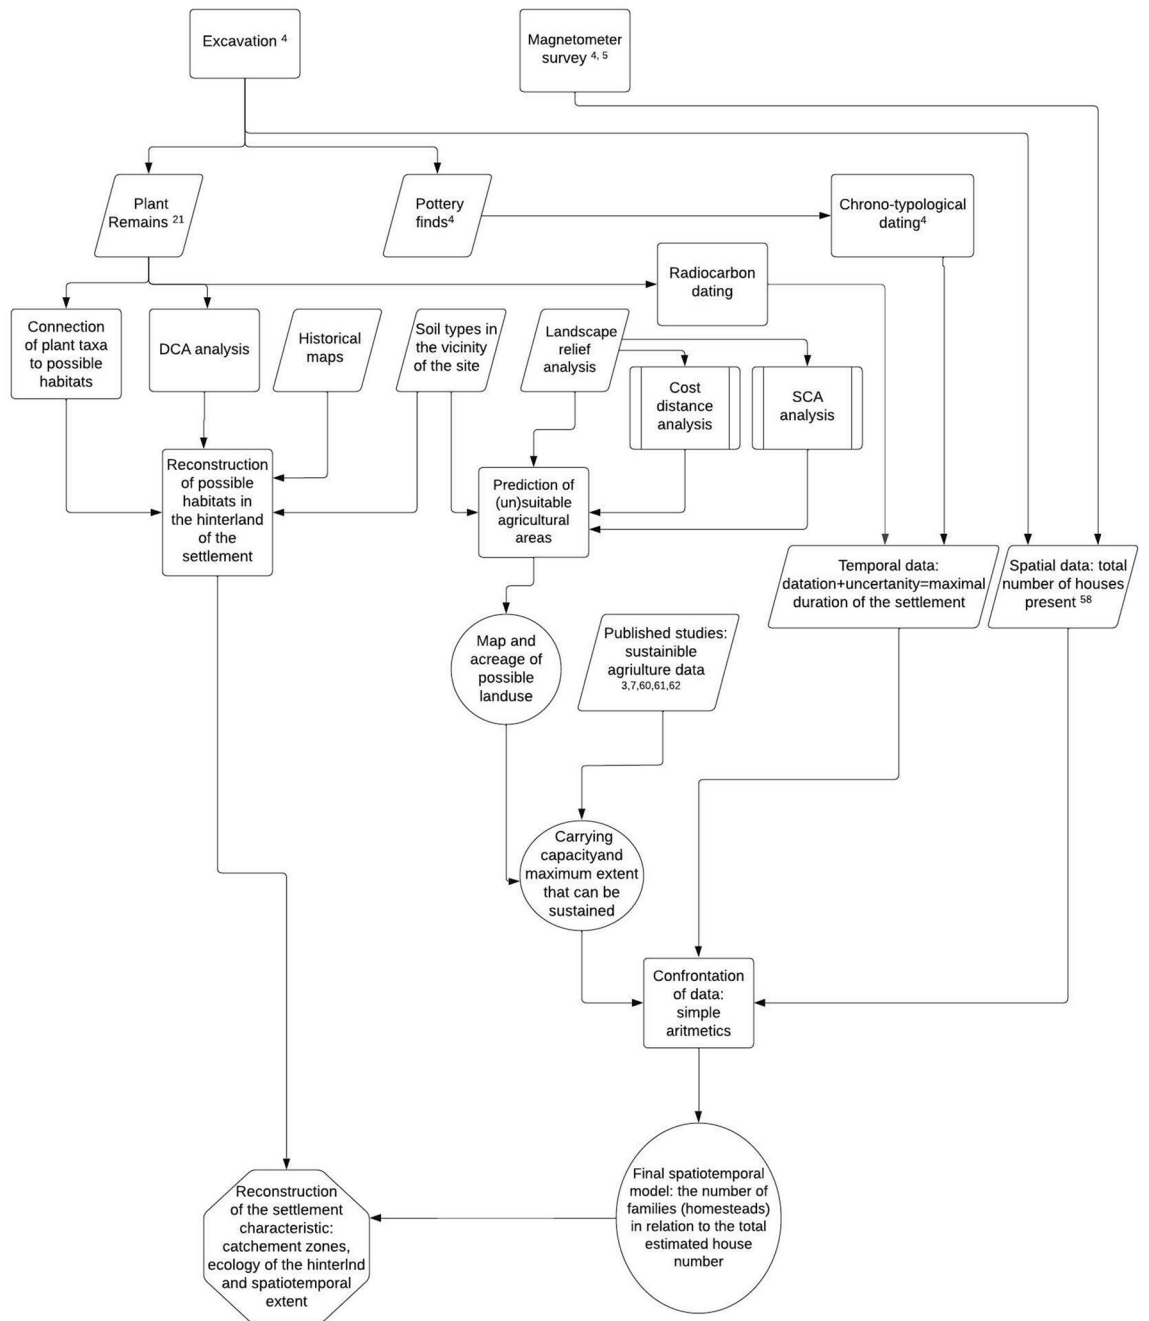 Excavation 4
Magnetometer
survey 4, 5
Plant
Remains 21
Pottery
finds4
Chrono-typological
dating4
Radiocarbon
dating
Connection
of plant taxa
to possible
habitats
DCA analysis
Historical
maps
Soil types in
the vicinity
of the site
Landscape
relief
analysis
Cost
distance
analysis
SCA
analysis
Reconstruction
of possible
habitats in
the hinterland
of the
settlement
Prediction of
(un)suitable
agricultural
areas
Temporal data:
datation+uncertanity=maximal
duration of the settlement
Spatial data: total
number of houses
present 58
Map and
acreage of
possible
landuse
Published studies:
sustainible
agriulture data
3,7,60,61,62
Carrying
capacityand
maximum extent
that can be
sustained
Confrontation
of data:
simple
aritmetics
Final spatiotemporal
model: the number of
families (homesteads)
in relation to the total
estimated house
number
Reconstruction
of the settlement
characteristic:
catchement zones,
ecology of the hinterlnd
and spatiotemporal
extent